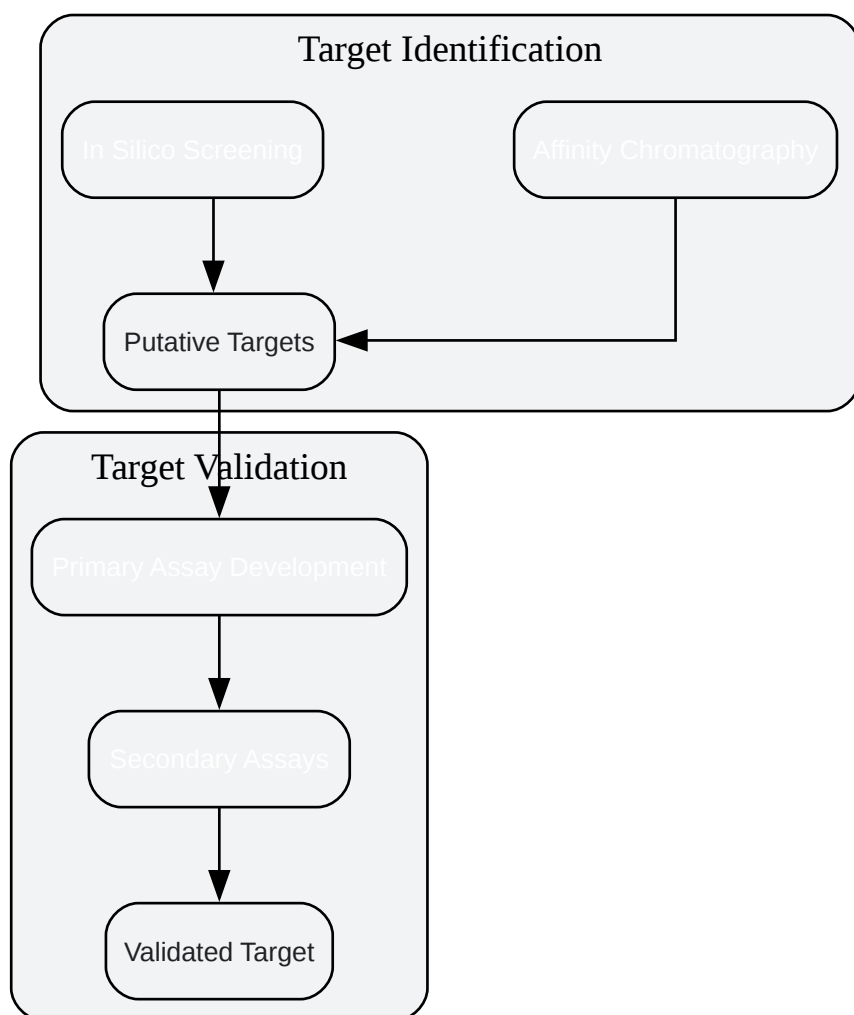 Target Identification
In Silico Screening
Affinity Chromatography
Putative Targets
Target Validation
Primary Assay Development
Secondary Assays
Validated Target